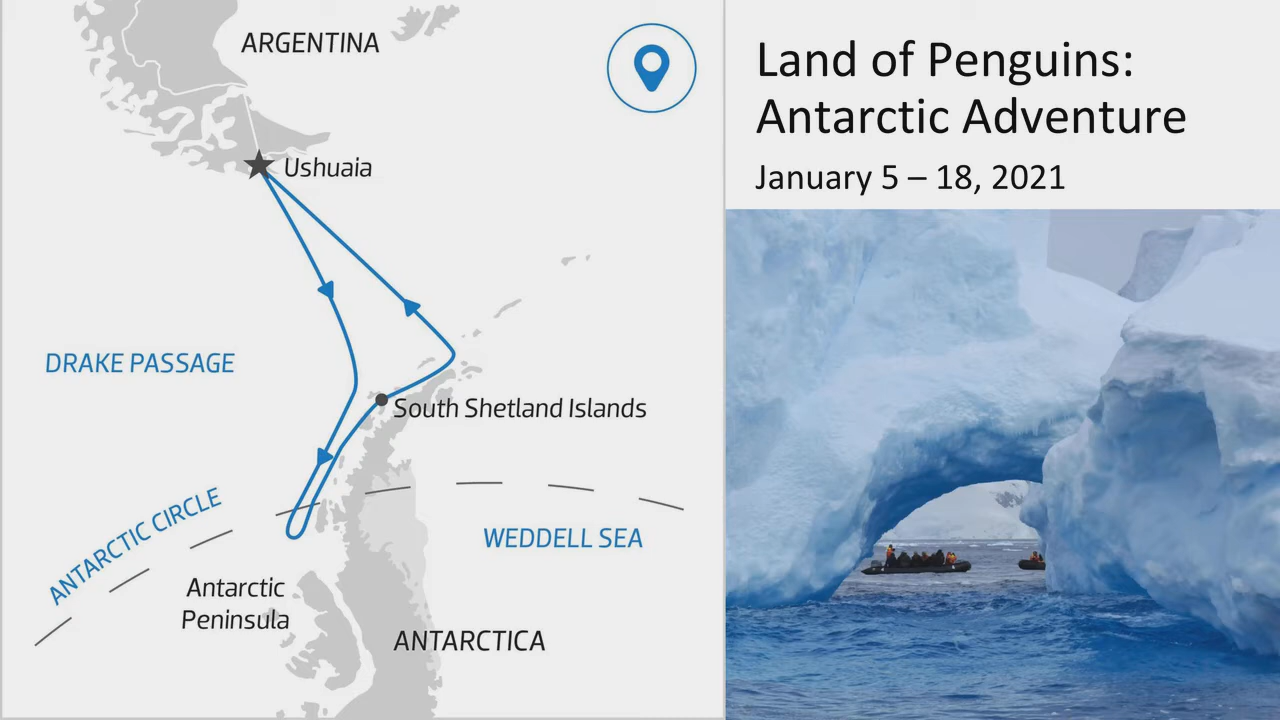 ARGENTINA
Ushuaia
DRAKE PASSAGE
South Shetland Islands
ANTARCTIC CIRCLE
WEDDELL SEA
Antarctic
Peninsula
ANTARCTICA
Land of Penguins:
Antarctic Adventure
January 5 – 18, 2021